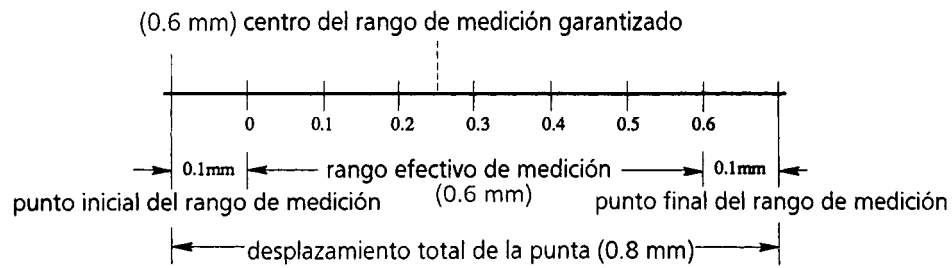 (0.6 mm) centro del rango de medición garantizado
0 0.1 0.2 0.3 0.4 0.5 0.6
0.1mm rango efectivo de medición 0.1mm
(0.6 mm)
punto inicial del rango de medición punto final del rango de medición
desplazamiento total de la punta (0.8 mm)